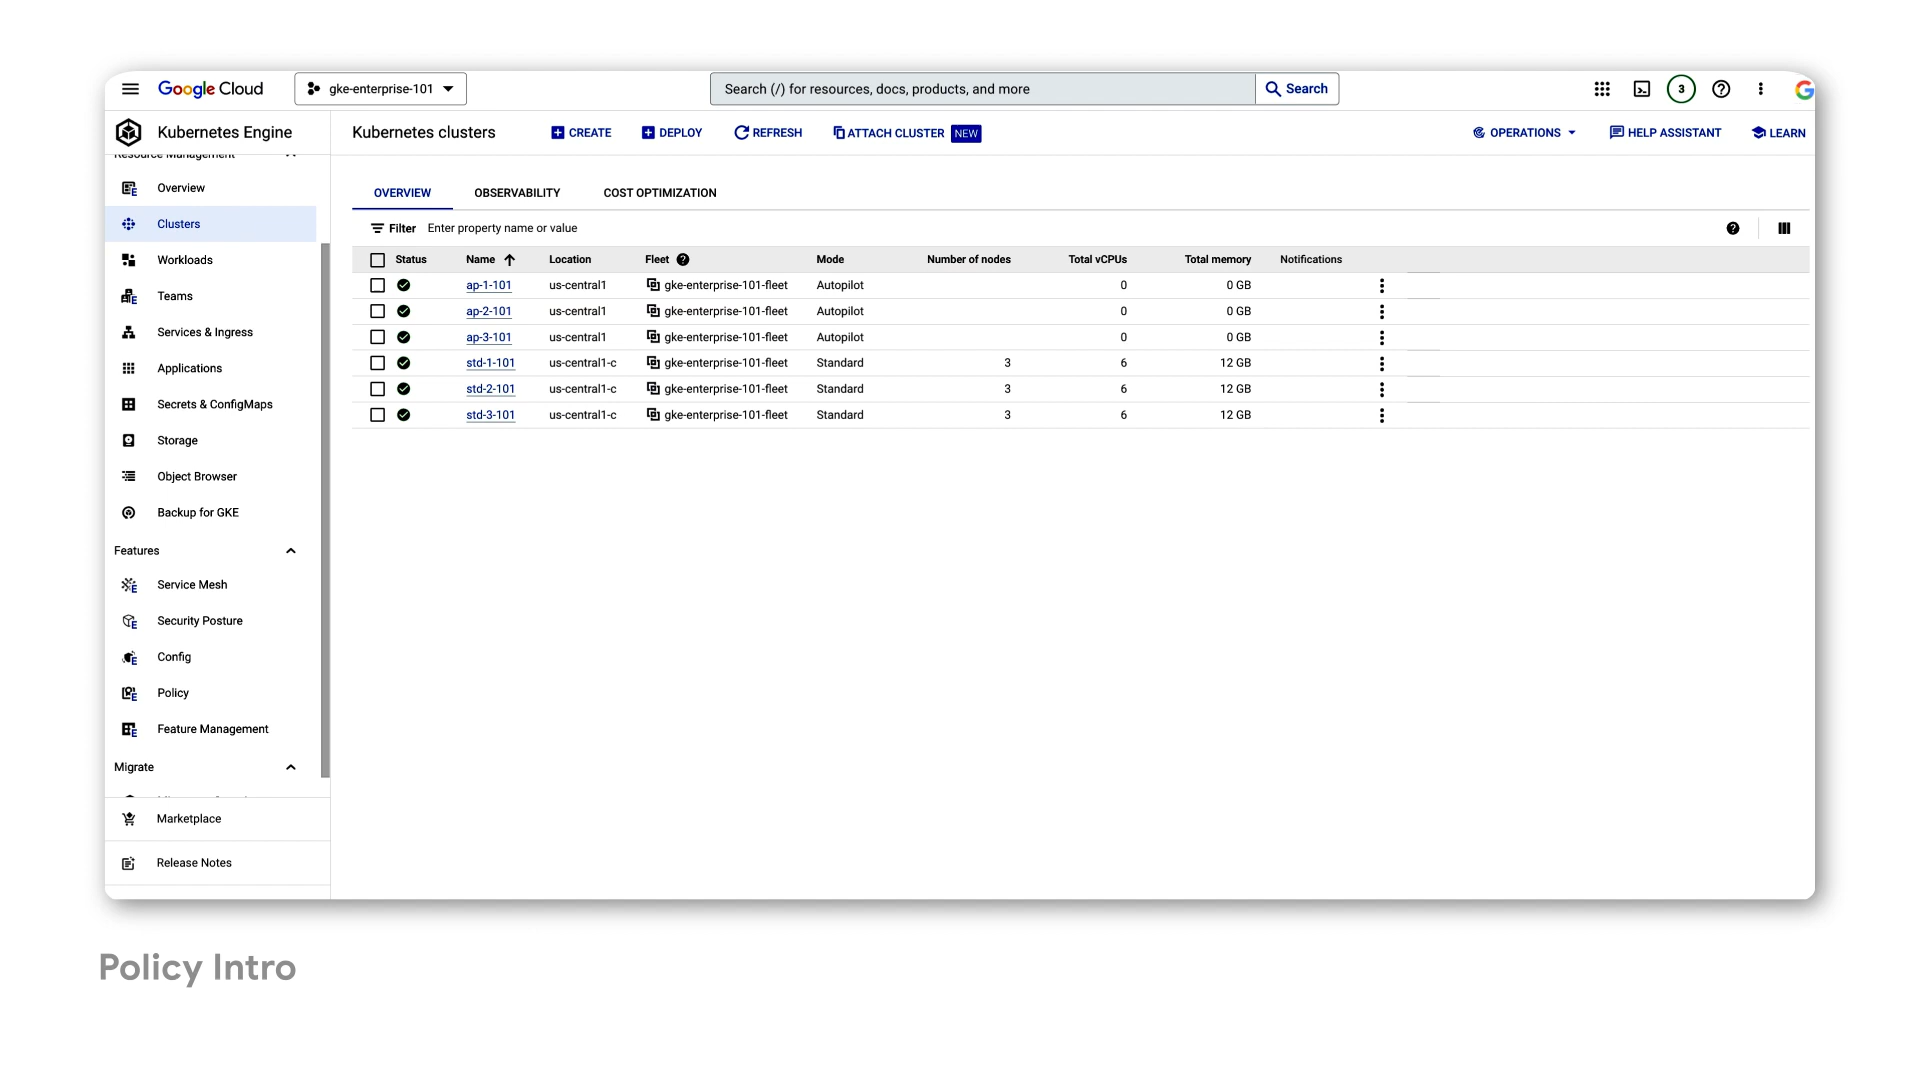 Google Cloud
gke-enterprise-101
Search (/) for resources, docs, products, and more
Search
3
Kubernetes Engine
Kubernetes clusters
CREATE
DEPLOY
REFRESH
ATTACH CLUSTER NEW
OPERATIONS
HELP ASSISTANT
LEARN
Resource Management
Overview
Clusters
Workloads
Teams
Services & Ingress
Applications
Secrets & ConfigMaps
Storage
Object Browser
Backup for GKE
Features
Service Mesh
Security Posture
Config
Policy
Feature Management
Migrate
Marketplace
Release Notes
OVERVIEW OBSERVABILITY COST OPTIMIZATION
Filter Enter property name or value
Status Name Location Fleet Mode Number of nodes Total vCPUs Total memory Notifications
ap-1-101 us-central1 gke-enterprise-101-fleet Autopilot 0 0 GB
ap-2-101 us-central1 gke-enterprise-101-fleet Autopilot 0 0 GB
ap-3-101 us-central1 gke-enterprise-101-fleet Autopilot 0 0 GB
std-1-101 us-central1-c gke-enterprise-101-fleet Standard 3 6 12 GB
std-2-101 us-central1-c gke-enterprise-101-fleet Standard 3 6 12 GB
std-3-101 us-central1-c gke-enterprise-101-fleet Standard 3 6 12 GB
Policy Intro